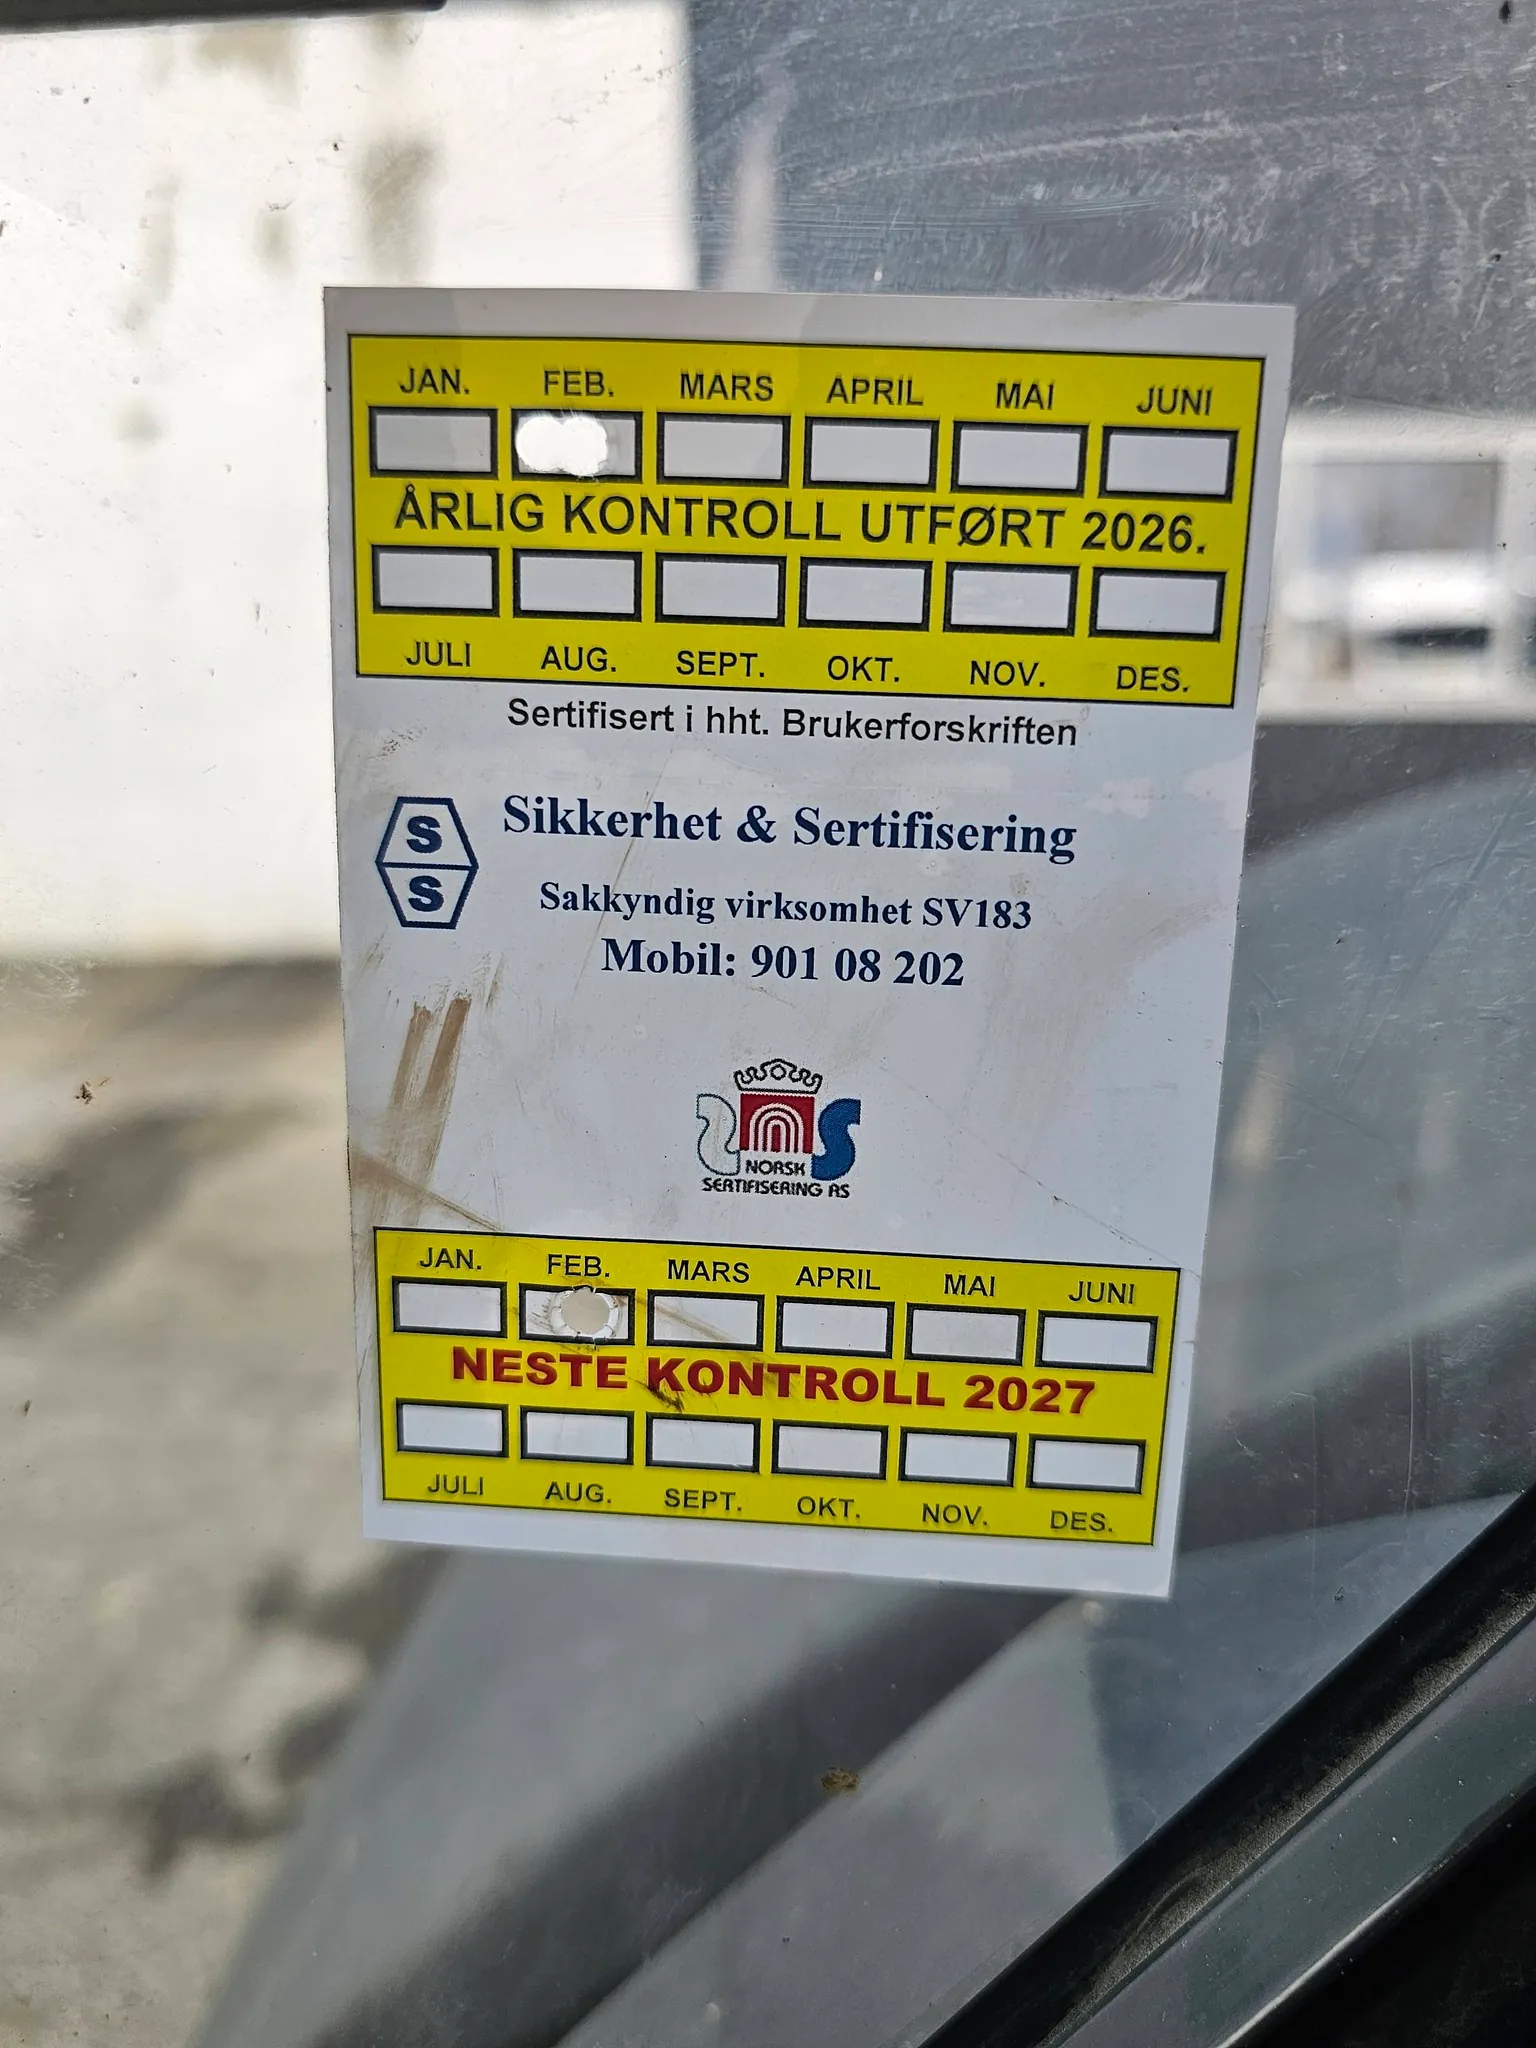 JAN. FEB. MARS APRIL MAI JUNI
ÅRLIG KONTROLL UTFØRT 2026.
JULI AUG. SEPT. OKT. NOV. DES.
Sertifisert i hht. Brukerforskriften
S
S
Sikkerhet & Sertifisering
Sakkyndig virksomhet SV183
Mobil: 901 08 202
NORSK
SERTIFISERING AS
JAN. FEB. MARS APRIL MAI JUNI
NESTE KONTROLL 2027
JULI AUG. SEPT. OKT. NOV. DES.